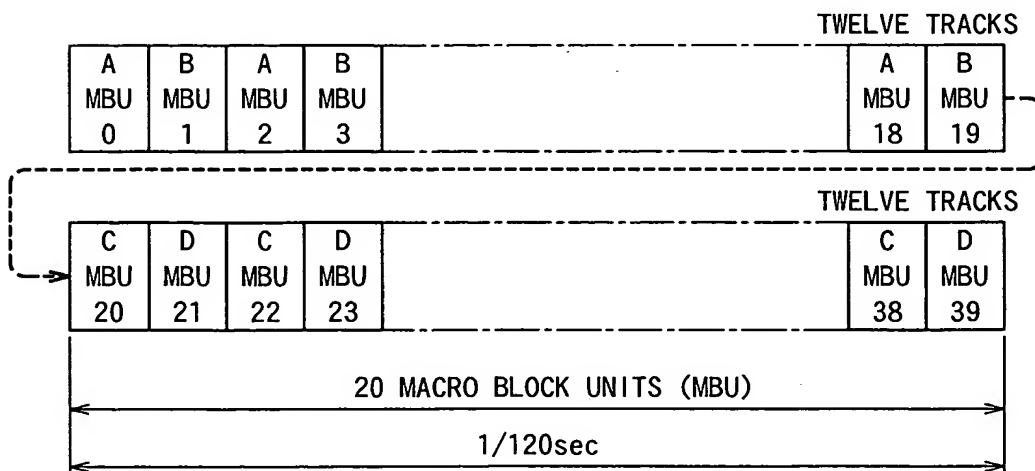 TWELVE TRACKS
A B A B A B
MBU MBU MBU MBU MBU MBU
0 1 2 3 18 19
TWELVE TRACKS
C D C D C D
MBU MBU MBU MBU MBU MBU
20 21 22 23 38 39
20 MACRO BLOCK UNITS (MBU)
1/120sec